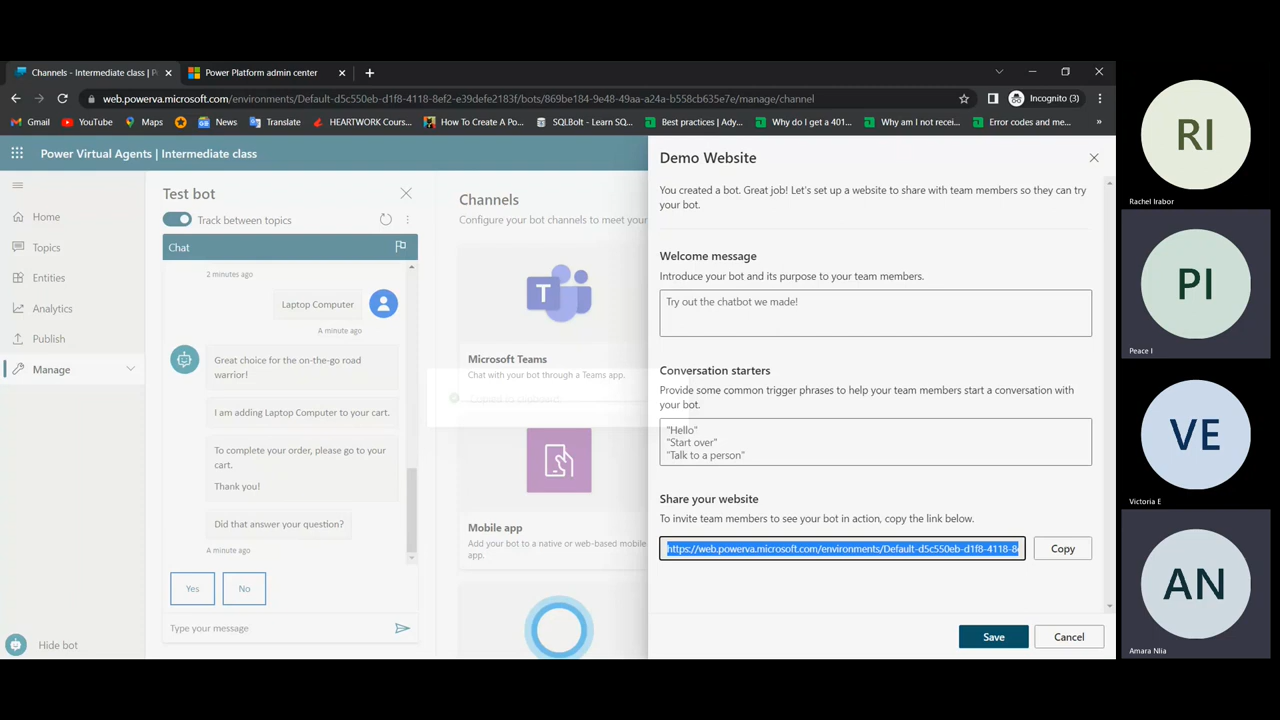 Channels - Intermediate class | P
Power Platform admin center
web.powerva.microsoft.com/environments/Default-d5c550eb-d1f8-4118-8ef2-e39defe2183f/bots/869be184-9e48-49aa-a24a-b558cb635e7e/manage/channel
Incognito (3)
Gmail
YouTube
Maps
News
Translate
HEARTWORK Cours...
How To Create A Po...
SQLBolt - Learn SQ...
Best practices | Ady...
Why do I get a 401...
Why am I not recei...
Error codes and me...
»
Power Virtual Agents | Intermediate class
Home
Topics
Entities
Analytics
Publish
Manage
Hide bot
Test bot
Track between topics
Chat
2 minutes ago
Laptop Computer
A minute ago
Great choice for the on-the-go road
warrior!
I am adding Laptop Computer to your cart.
To complete your order, please go to your
cart.
Thank you!
Did that answer your question?
A minute ago
Yes
No
Type your message
Channels
Configure your bot channels to meet your
T
Microsoft Teams
Chat with your bot through a Teams app.
Copied to clipboard
Mobile app
Add your bot to a native or web-based mobile
app.
Demo Website
You created a bot. Great job! Let's set up a website to share with team members so they can try
your bot.
Welcome message
Introduce your bot and its purpose to your team members.
Try out the chatbot we made!
Conversation starters
Provide some common trigger phrases to help your team members start a conversation with
your bot.
"Hello"
"Start over"
"Talk to a person"
Share your website
To invite team members to see your bot in action, copy the link below.
https://web.powerva.microsoft.com/environments/Default-d5c550eb-d1f8-4118-8
Copy
Save
Cancel
RI
Rachel Irabor
PI
Peace I
VE
Victoria E
AN
Amara Nlia